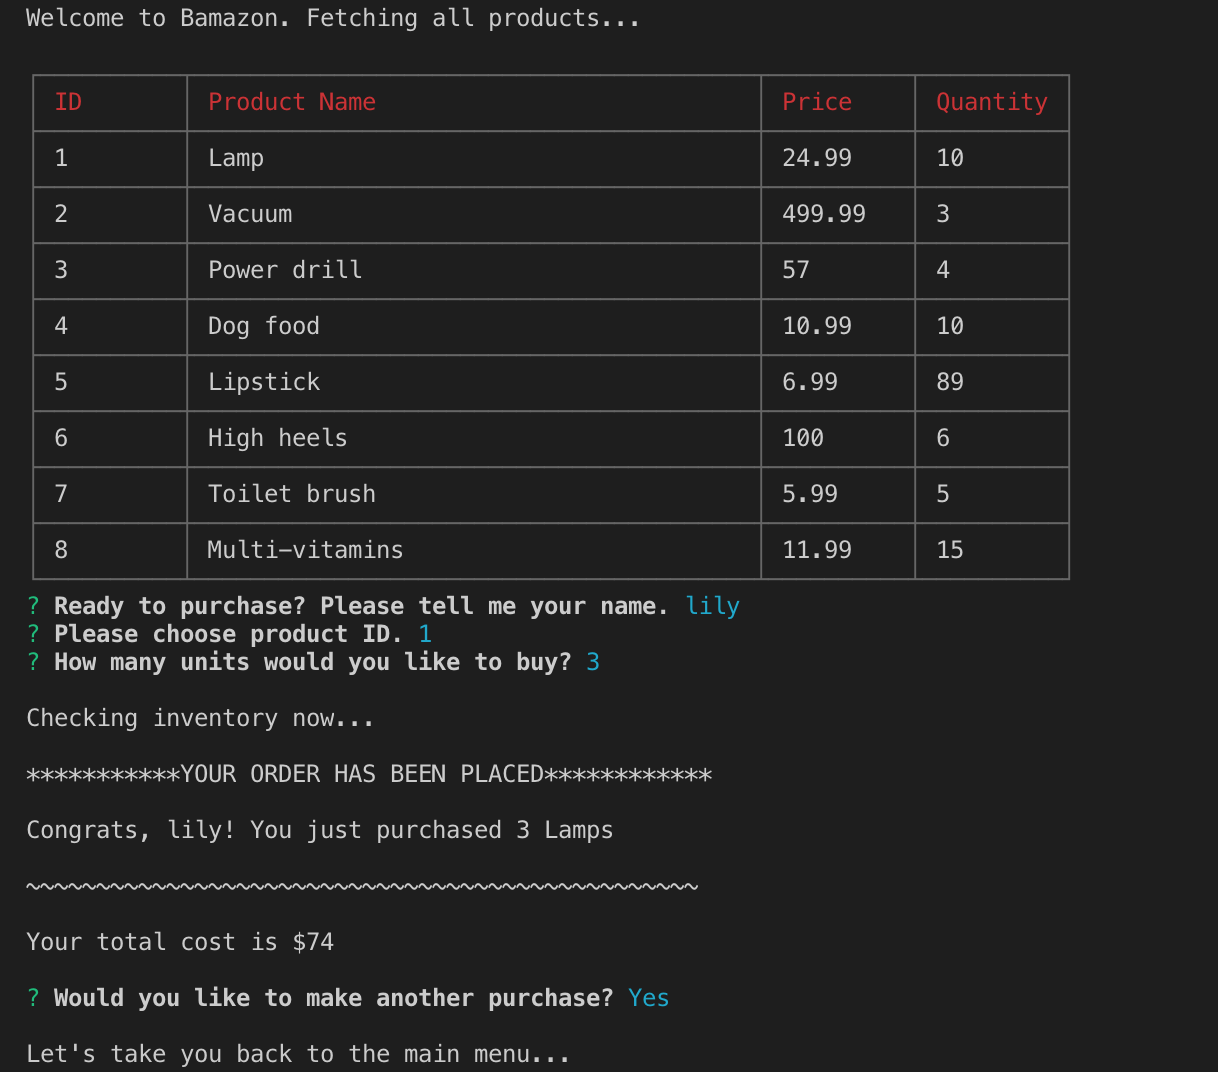 Welcome to Bamazon. Fetching all products...
ID Product Name Price Quantity
1 Lamp 24.99 10
2 Vacuum 499.99 3
3 Power drill 57 4
4 Dog food 10.99 10
5 Lipstick 6.99 89
6 High heels 100 6
7 Toilet brush 5.99 5
8 Multi-vitamins 11.99 15
? Ready to purchase? Please tell me your name. lily
? Please choose product ID. 1
? How many units would you like to buy? 3
Checking inventory now...
***********YOUR ORDER HAS BEEN PLACED************
Congrats, lily! You just purchased 3 Lamps
~~~~~~~~~~~~~~~~~~~~~~~~~~~~~~~~~~~~~~~~~~~~~~~~
Your total cost is $74
? Would you like to make another purchase? Yes
Let's take you back to the main menu...